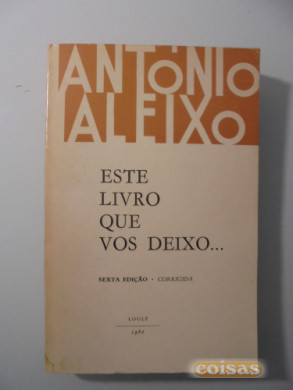 ANTÓNIO
ALEIXO
ESTE
LIVRO
QUE
VOS DEIXO...
SEXTA EDIÇÃO • CORRIGIDA
LOULÉ
coisas